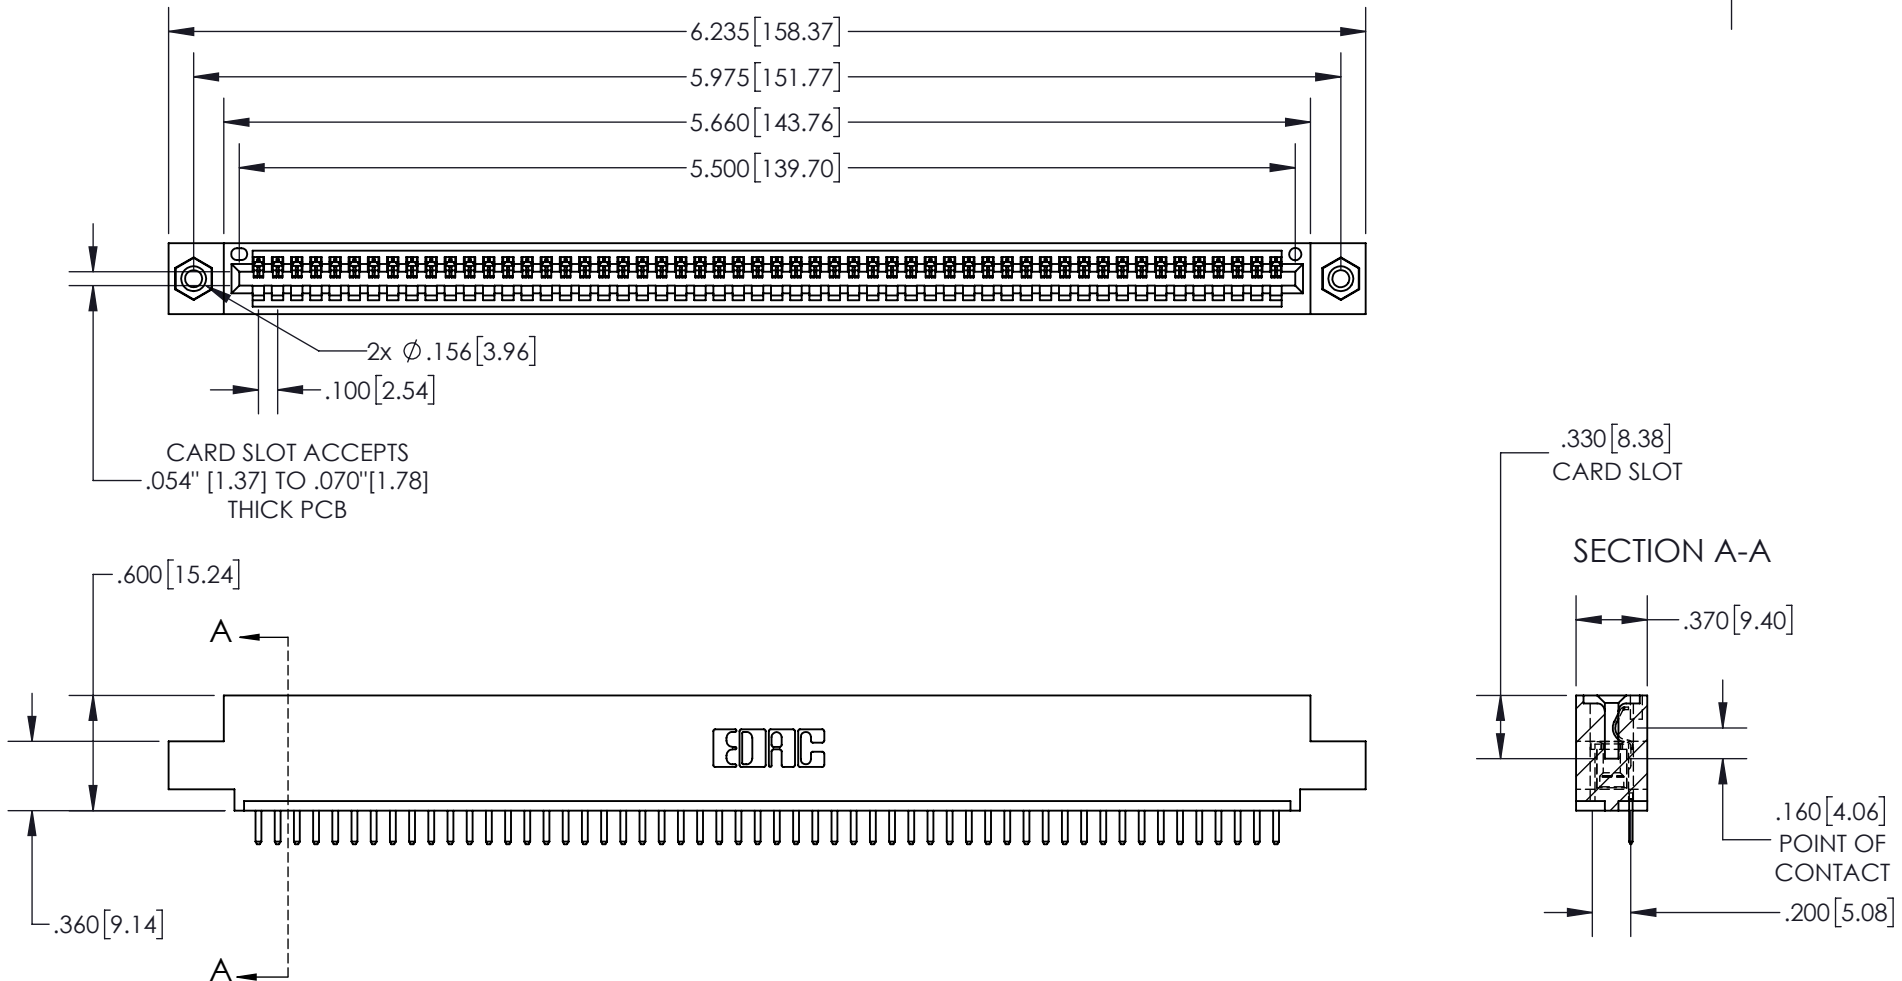 6.235[158.37]
5.975[151.77]
5.660[143.76]
5.500[139.70]
2x Ø.156[3.96]
.100[2.54]
CARD SLOT ACCEPTS
.054" [1.37] TO .070"[1.78]
THICK PCB
.330[8.38]
CARD SLOT
SECTION A-A
.600[15.24]
.370[9.40]
A
EDAC
.160[4.06]
POINT OF
CONTACT
.360[9.14]
.200[5.08]
A